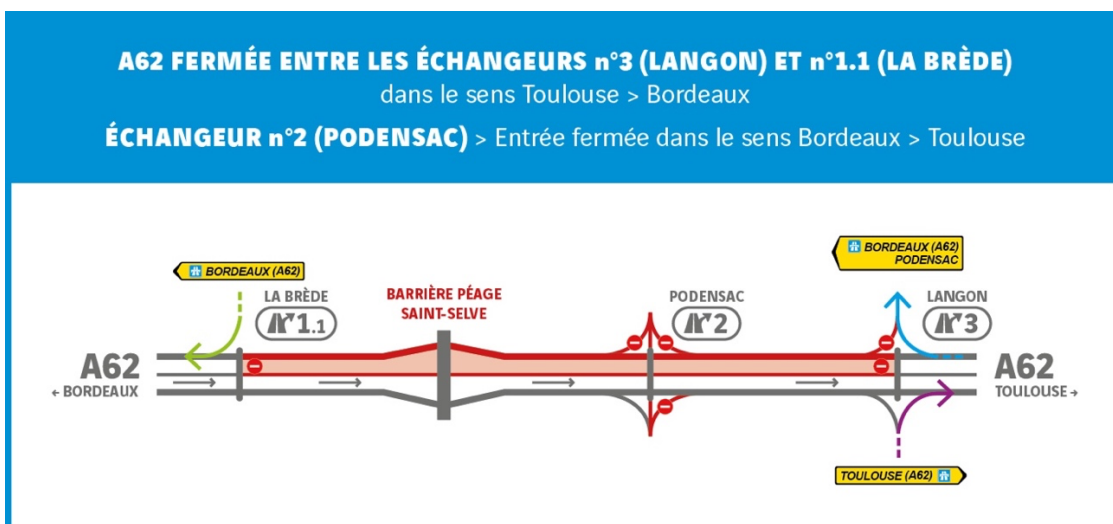 A62 FERMÉE ENTRE LES ÉCHANGEURS n°3 (LANGON) ET n°1.1 (LA BRÈDE)
dans le sens Toulouse > Bordeaux
ÉCHANGEUR n°2 (PODENSAC) > Entrée fermée dans le sens Bordeaux > Toulouse
BORDEAUX (A62)
LA BRÈDE
1.1
BARRIÈRE PÉAGE
SAINT-SELVE
PODENSAC
2
BORDEAUX (A62)
PODENSAC
LANGON
3
A62
← BORDEAUX
A62
TOULOUSE →
TOULOUSE (A62)